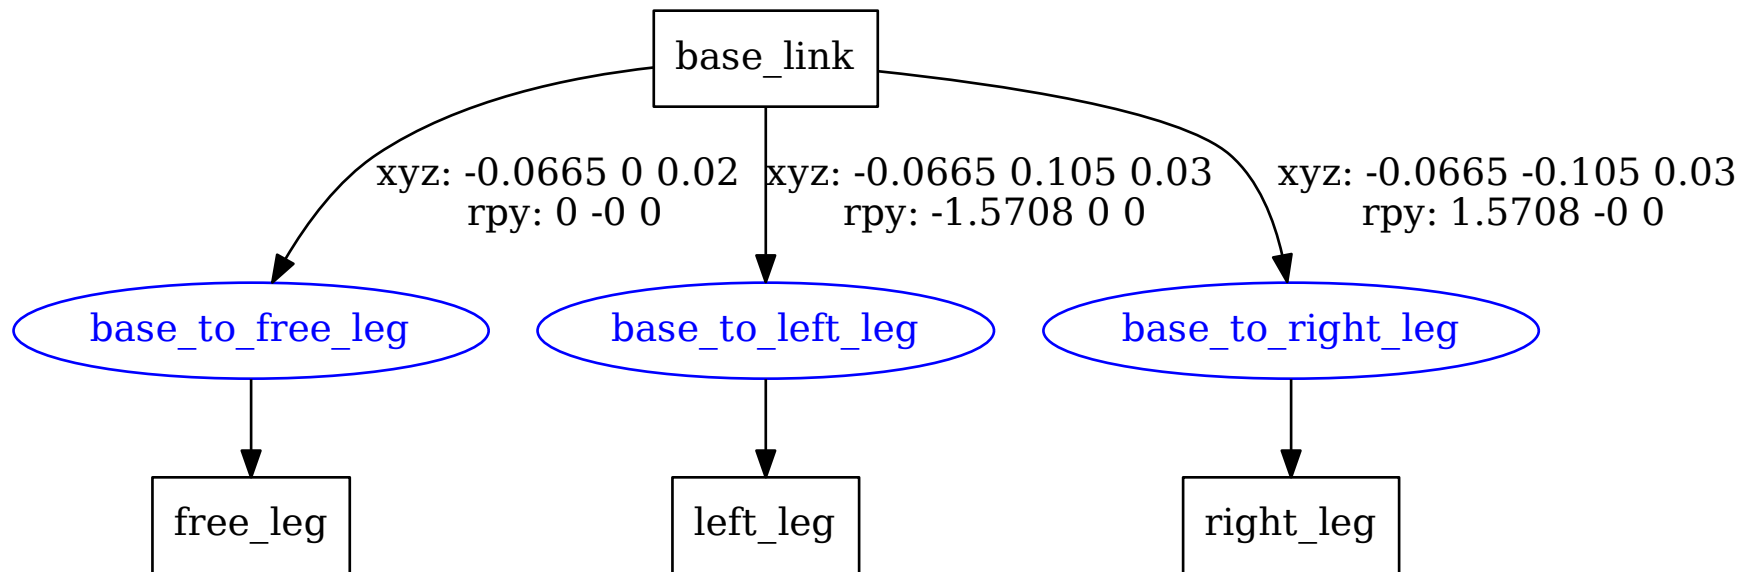 base_link
xyz: -0.0665 0 0.02
rpy: 0 -0 0
xyz: -0.0665 0.105 0.03
rpy: -1.5708 0 0
xyz: -0.0665 -0.105 0.03
rpy: 1.5708 -0 0
base_to_free_leg
base_to_left_leg
base_to_right_leg
free_leg
left_leg
right_leg